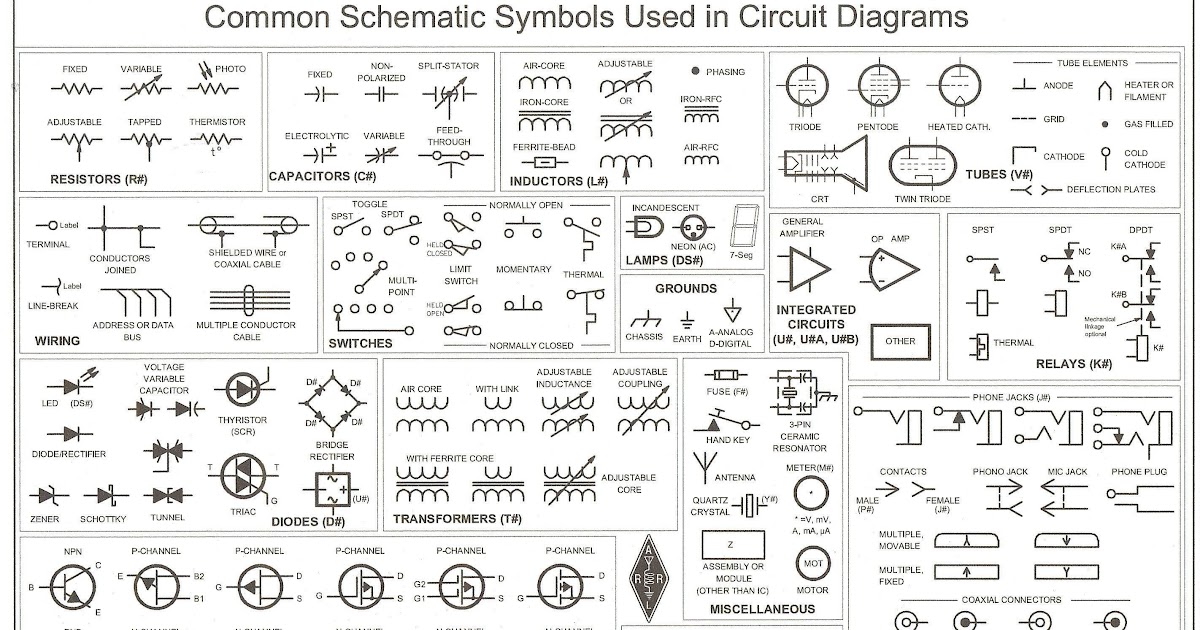 Common Schematic Symbols Used in Circuit Diagrams
FIXED
VARIABLE
PHOTO
ADJUSTABLE
TAPPED
THERMISTOR
t°
RESISTORS (R#)
FIXED
NON-
POLARIZED
SPLIT-STATOR
ELECTROLYTIC
VARIABLE
FEED-
THROUGH
+
CAPACITORS (C#)
AIR-CORE
ADJUSTABLE
PHASING
IRON-CORE
OR
IRON-RFC
FERRITE-BEAD
AIR-RFC
INDUCTORS (L#)
TRIODE
PENTODE
HEATED CATH.
CRT
TWIN TRIODE
TUBE ELEMENTS
ANODE
HEATER OR
FILAMENT
GRID
GAS FILLED
CATHODE
COLD
CATHODE
DEFLECTION PLATES
TUBES (V#)
Label
TERMINAL
CONDUCTORS
JOINED
SHIELDED WIRE or
COAXIAL CABLE
Label
LINE-BREAK
ADDRESS OR DATA
BUS
MULTIPLE CONDUCTOR
CABLE
WIRING
TOGGLE
SPST
SPDT
NORMALLY OPEN
HELD
CLOSED
MULTI-
POINT
LIMIT
SWITCH
MOMENTARY
THERMAL
HELD
OPEN
NORMALLY CLOSED
SWITCHES
INCANDESCENT
NEON (AC)
7-Seg
LAMPS (DS#)
GROUNDS
CHASSIS
EARTH
A-ANALOG
D-DIGITAL
GENERAL
AMPLIFIER
OP AMP
INTEGRATED
CIRCUITS
(U#, U#A, U#B)
OTHER
SPST
SPDT
DPDT
NC
NO
K#A
K#B
Mechanical
linkage
optional
THERMAL
K#
RELAYS (K#)
LED (DS#)
VOLTAGE
VARIABLE
CAPACITOR
THYRISTOR
(SCR)
D#
D#
D#
D#
BRIDGE
RECTIFIER
DIODE/RECTIFIER
ZENER
SCHOTTKY
TUNNEL
T
T
G
TRIAC
~
+
-
~
(U#)
DIODES (D#)
AIR CORE
WITH LINK
ADJUSTABLE
INDUCTANCE
ADJUSTABLE
COUPLING
WITH FERRITE CORE
ADJUSTABLE
CORE
TRANSFORMERS (T#)
FUSE (F#)
HAND KEY
3-PIN
CERAMIC
RESONATOR
ANTENNA
METER(M#)
*
QUARTZ
CRYSTAL
(Y#)
* =V, mV,
A, mA, µA
Z
ASSEMBLY OR
MODULE
(OTHER THAN IC)
MOT
MOTOR
MISCELLANEOUS
PHONE JACKS (J#)
CONTACTS
PHONO JACK
MIC JACK
PHONE PLUG
MALE
(P#)
FEMALE
(J#)
MULTIPLE,
MOVABLE
MULTIPLE,
FIXED
COAXIAL CONNECTORS
NPN
P-CHANNEL
P-CHANNEL
P-CHANNEL
P-CHANNEL
P-CHANNEL
B
C
E
E
B2
B1
G
D
S
G
D
S
G2
G1
D
S
G
D
S
A
R R
L